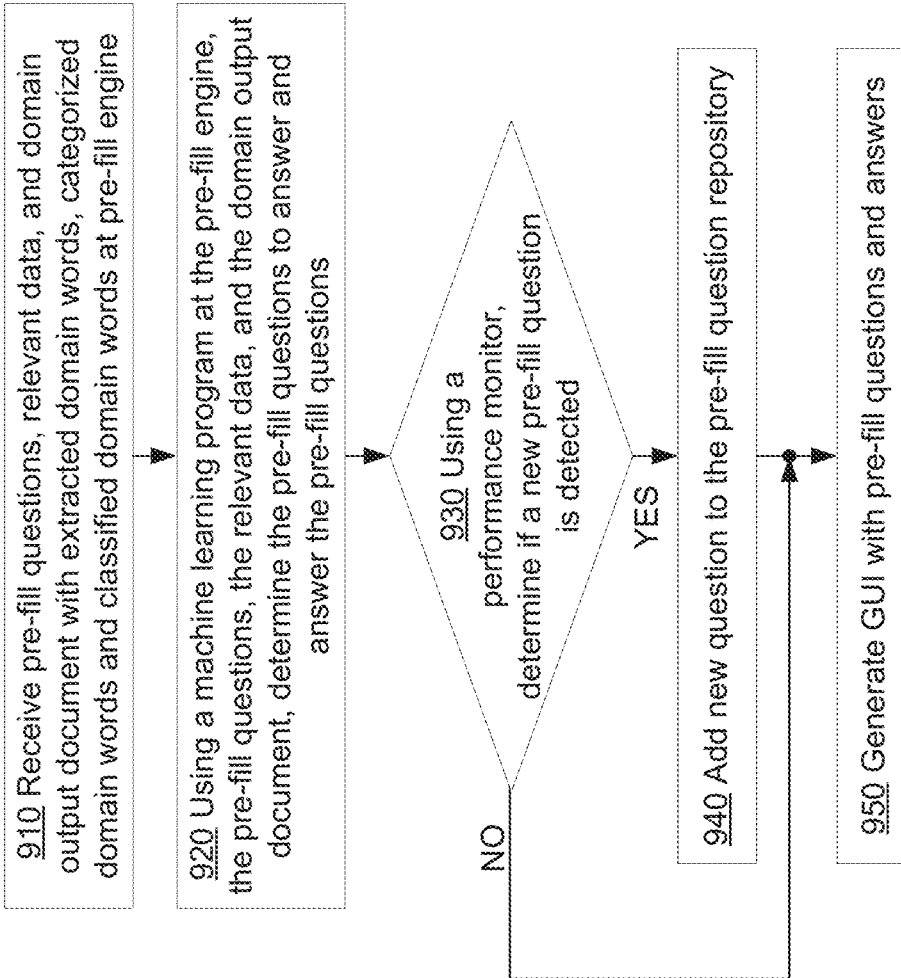 910 Receive pre-fill questions, relevant data, and domain
output document with extracted domain words, categorized
domain words and classified domain words at pre-fill engine
920 Using a machine learning program at the pre-fill engine,
the pre-fill questions, the relevant data, and the domain output
document, determine the pre-fill questions to answer and
answer the pre-fill questions
930 Using a
performance monitor,
determine if a new pre-fill question
is detected
YES
NO
940 Add new question to the pre-fill question repository
950 Generate GUI with pre-fill questions and answers